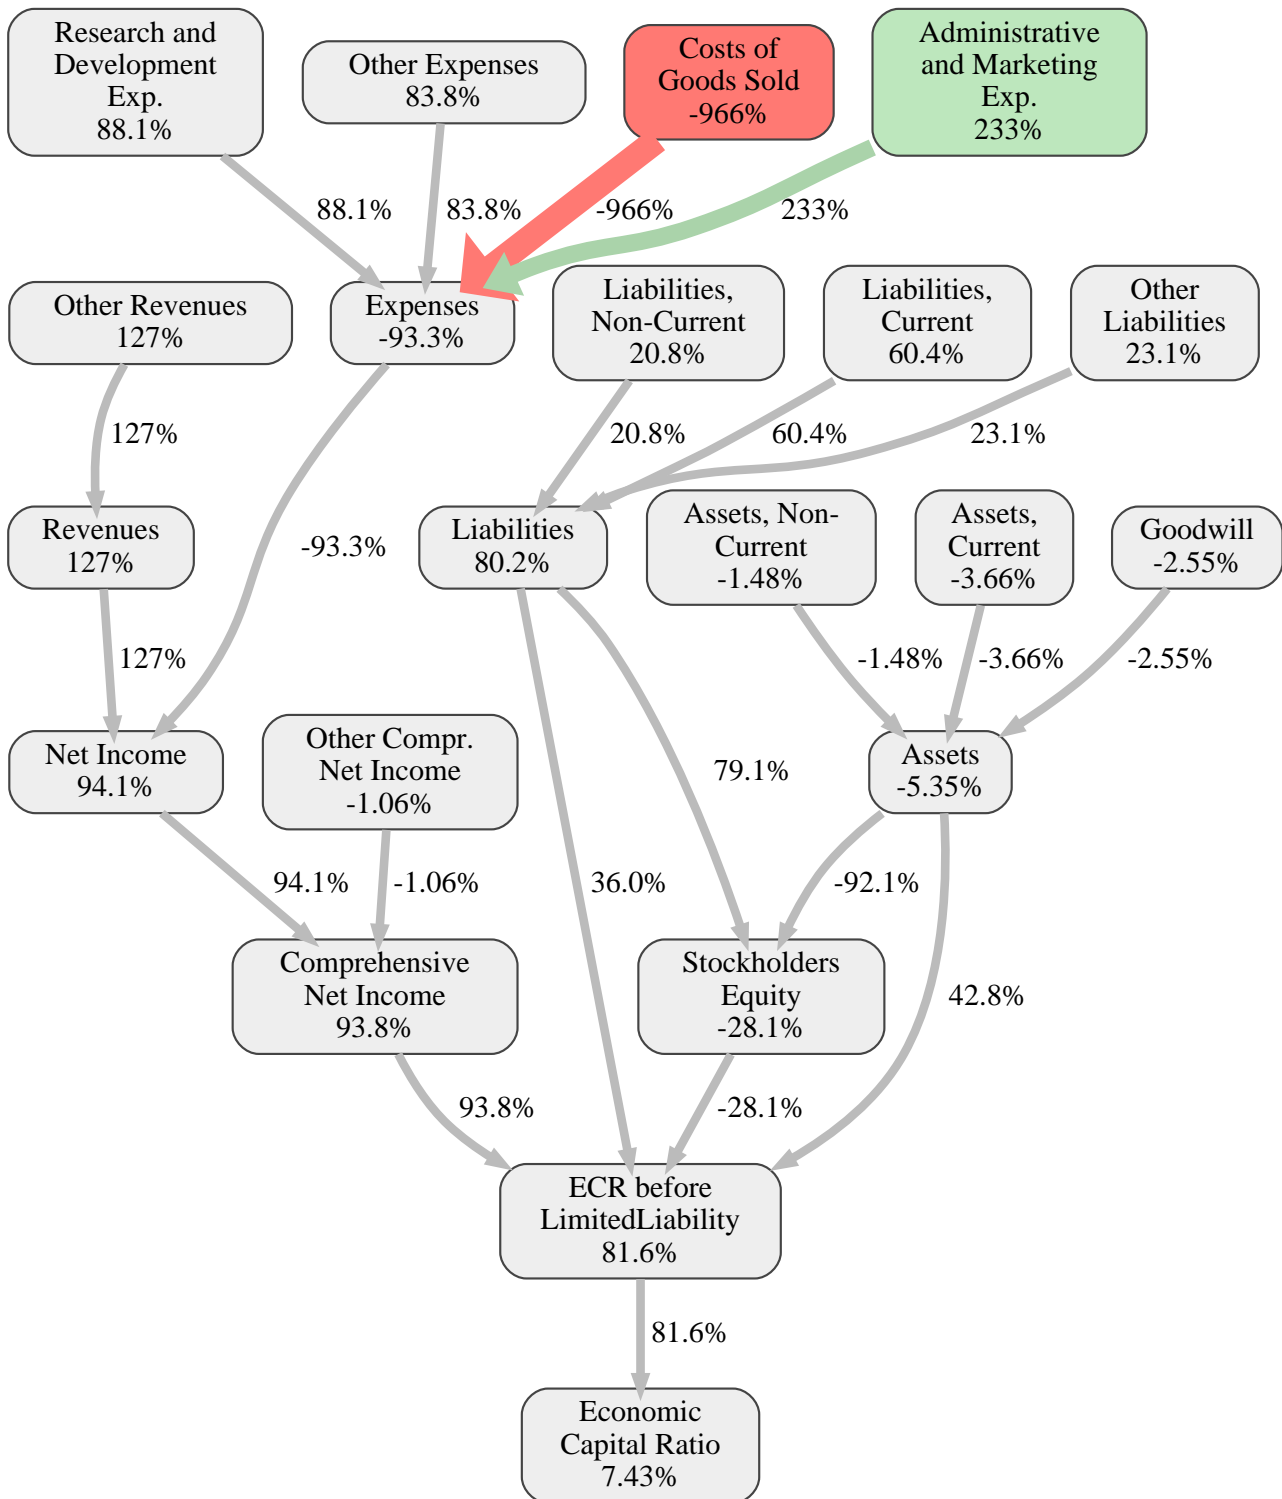 Research and
Development
Exp.
88.1%
Other Expenses
83.8%
Costs of
Goods Sold
-966%
Administrative
and Marketing
Exp.
233%
88.1%
83.8%
-966%
233%
Other Revenues
127%
Expenses
-93.3%
Liabilities,
Non-Current
20.8%
Liabilities,
Current
60.4%
Other
Liabilities
23.1%
127%
20.8%
60.4%
23.1%
Revenues
127%
-93.3%
Liabilities
80.2%
Assets, Non-
Current
-1.48%
Assets,
Current
-3.66%
Goodwill
-2.55%
127%
-1.48%
-3.66%
-2.55%
Net Income
94.1%
Other Compr.
Net Income
-1.06%
79.1%
Assets
-5.35%
94.1%
-1.06%
36.0%
-92.1%
Comprehensive
Net Income
93.8%
Stockholders
Equity
-28.1%
42.8%
93.8%
-28.1%
ECR before
LimitedLiability
81.6%
81.6%
Economic
Capital Ratio
7.43%